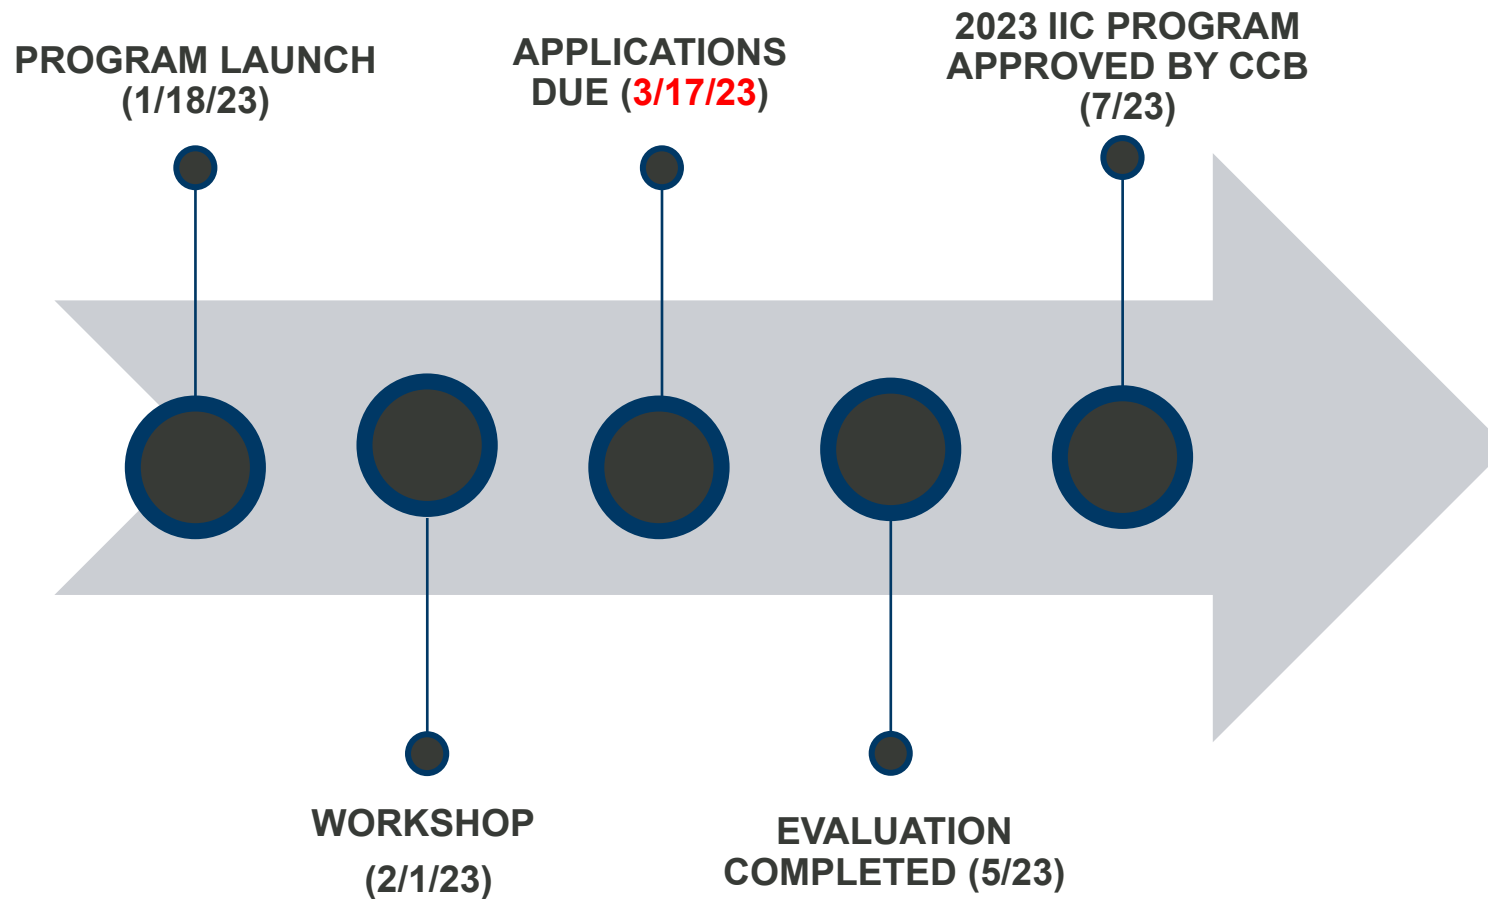 PROGRAM LAUNCH
(1/18/23)
WORKSHOP
(2/1/23)
APPLICATIONS
DUE (3/17/23)
EVALUATION
COMPLETED (5/23)
2023 IIC PROGRAM
APPROVED BY CCB
(7/23)